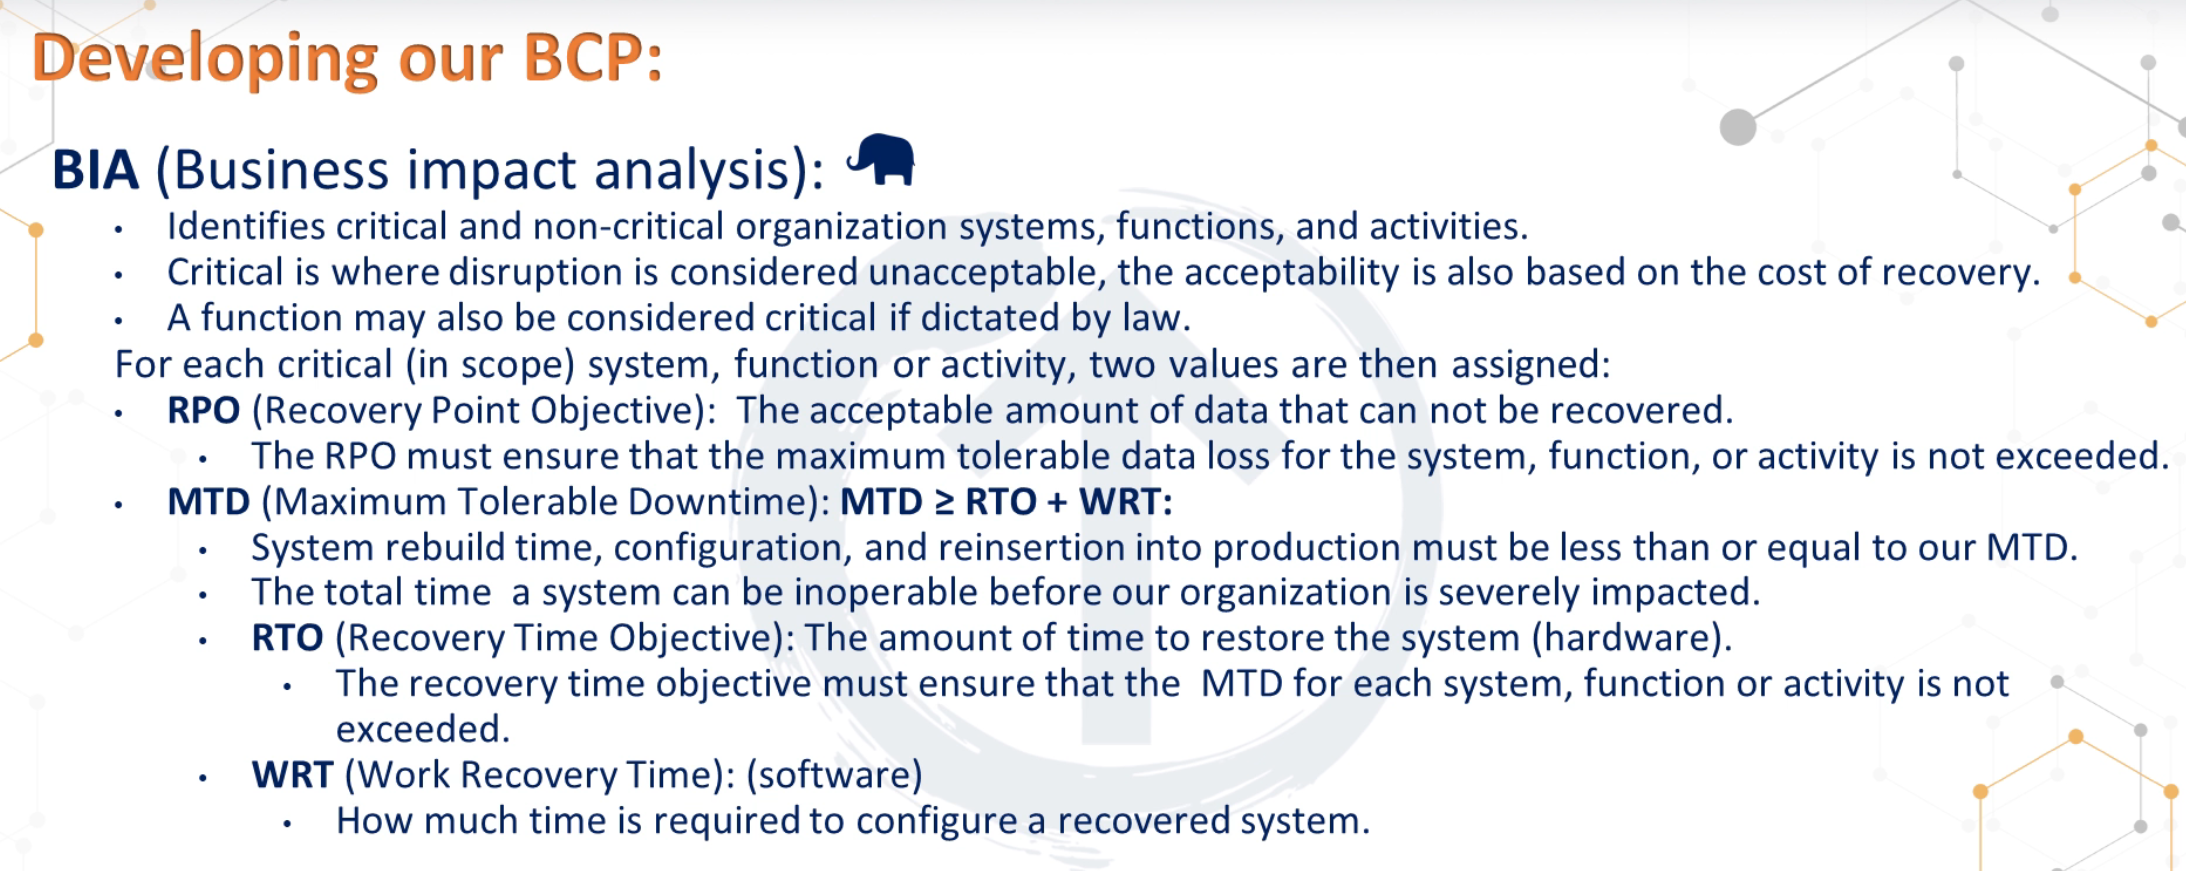 Developing our BCP:
BIA (Business impact analysis):
• Identifies critical and non-critical organization systems, functions, and activities.
• Critical is where disruption is considered unacceptable, the acceptability is also based on the cost of recovery.
• A function may also be considered critical if dictated by law.
For each critical (in scope) system, function or activity, two values are then assigned:
• RPO (Recovery Point Objective): The acceptable amount of data that can not be recovered.
• The RPO must ensure that the maximum tolerable data loss for the system, function, or activity is not exceeded.
• MTD (Maximum Tolerable Downtime): MTD ≥ RTO + WRT:
• System rebuild time, configuration, and reinsertion into production must be less than or equal to our MTD.
• The total time a system can be inoperable before our organization is severely impacted.
• RTO (Recovery Time Objective): The amount of time to restore the system (hardware).
• The recovery time objective must ensure that the MTD for each system, function or activity is not
exceeded.
• WRT (Work Recovery Time): (software)
• How much time is required to configure a recovered system.